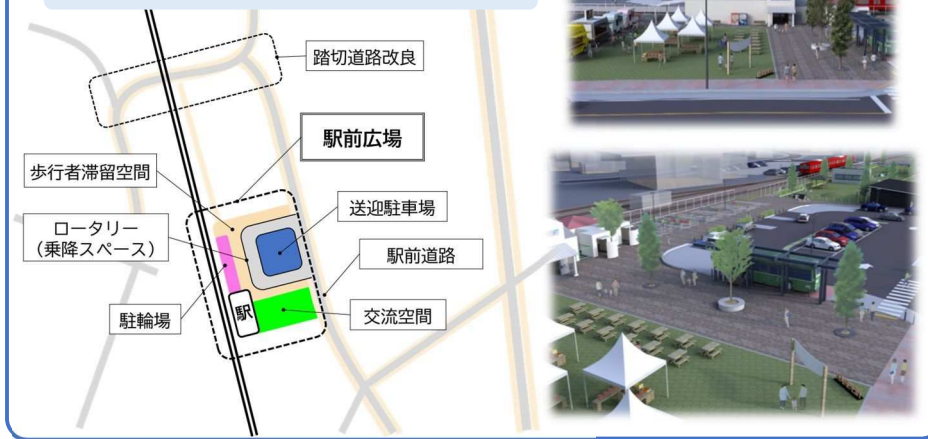 踏切道路改良
駅前広場
歩行者滞留空間
送迎駐車場
ロータリー
（乗降スペース）
駅前道路
駅
駐輪場
交流空間